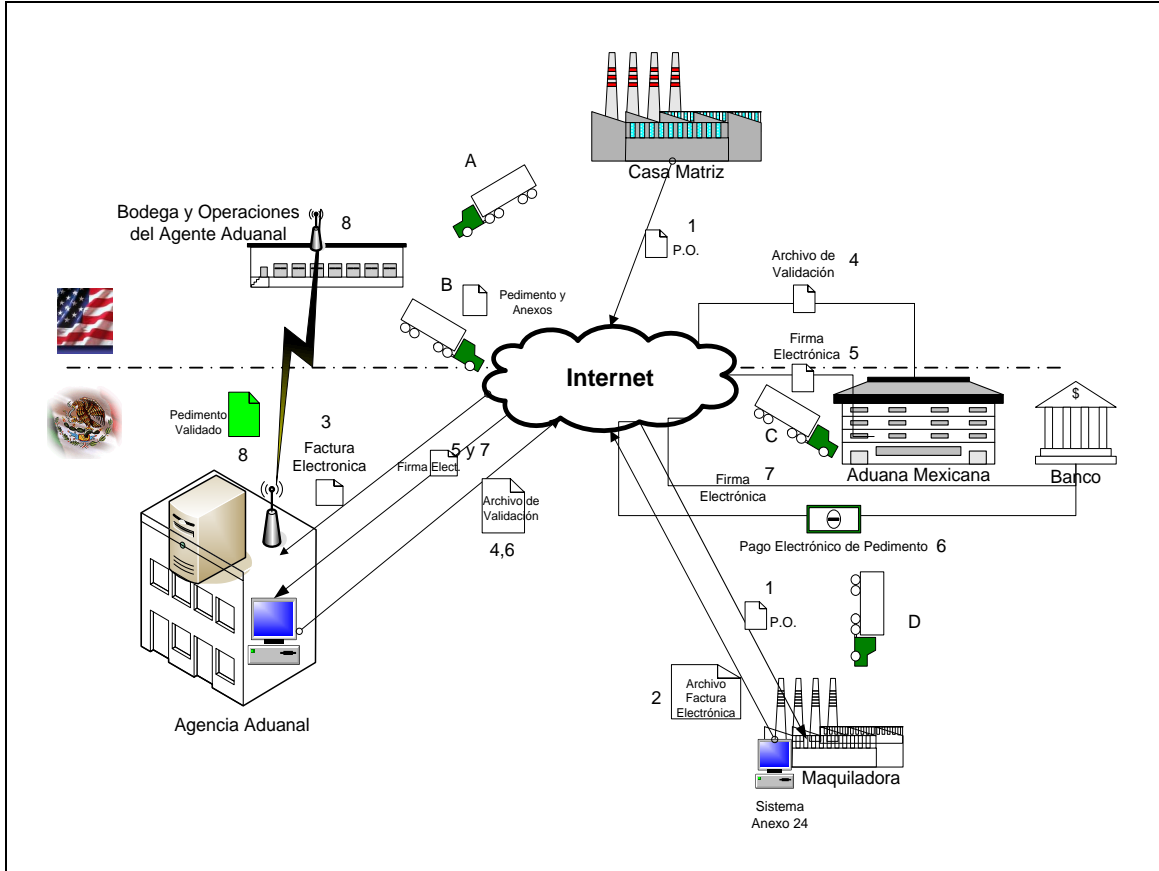 Casa Matriz
A
Bodega y Operaciones
del Agente Aduanal
8
1
P.O.
Archivo de
Validación
4
B
Pedimento y
Anexos
Firma
Electrónica
5
Internet
$
Pedimento
Validado
3
Factura
Electronica
8
5 y 7
Firma Elect.
C
Aduana Mexicana
Banco
Firma
Electrónica
7
Archivo de
Validación
4,6
Pago Electrónico de Pedimento
6
1
P.O.
D
2
Archivo
Factura
Electrónica
Agencia Aduanal
Maquiladora
Sistema
Anexo 24